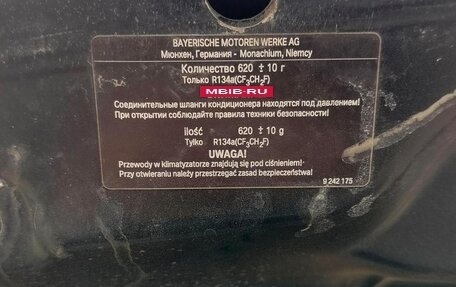 BAYERISCHE MOTOREN WERKE AG
Мюнхен, Германия - Monachium, Niemcy
Количество 620 ± 10 г
Только R134a(CF3CH2F)
MBIB-RU
Соединительные шланги кондиционера находятся под давлением!
При открытии соблюдайте правила техники безопасности!
ilość 620 ± 10 g
Tylko R134a(CF3CH2F)
UWAGA!
Przewody w klimatyzatorze znajdują się pod ciśnieniem!
Przy otwieraniu należy przestrzegać zasad bezpieczeństwa!
9 242 175